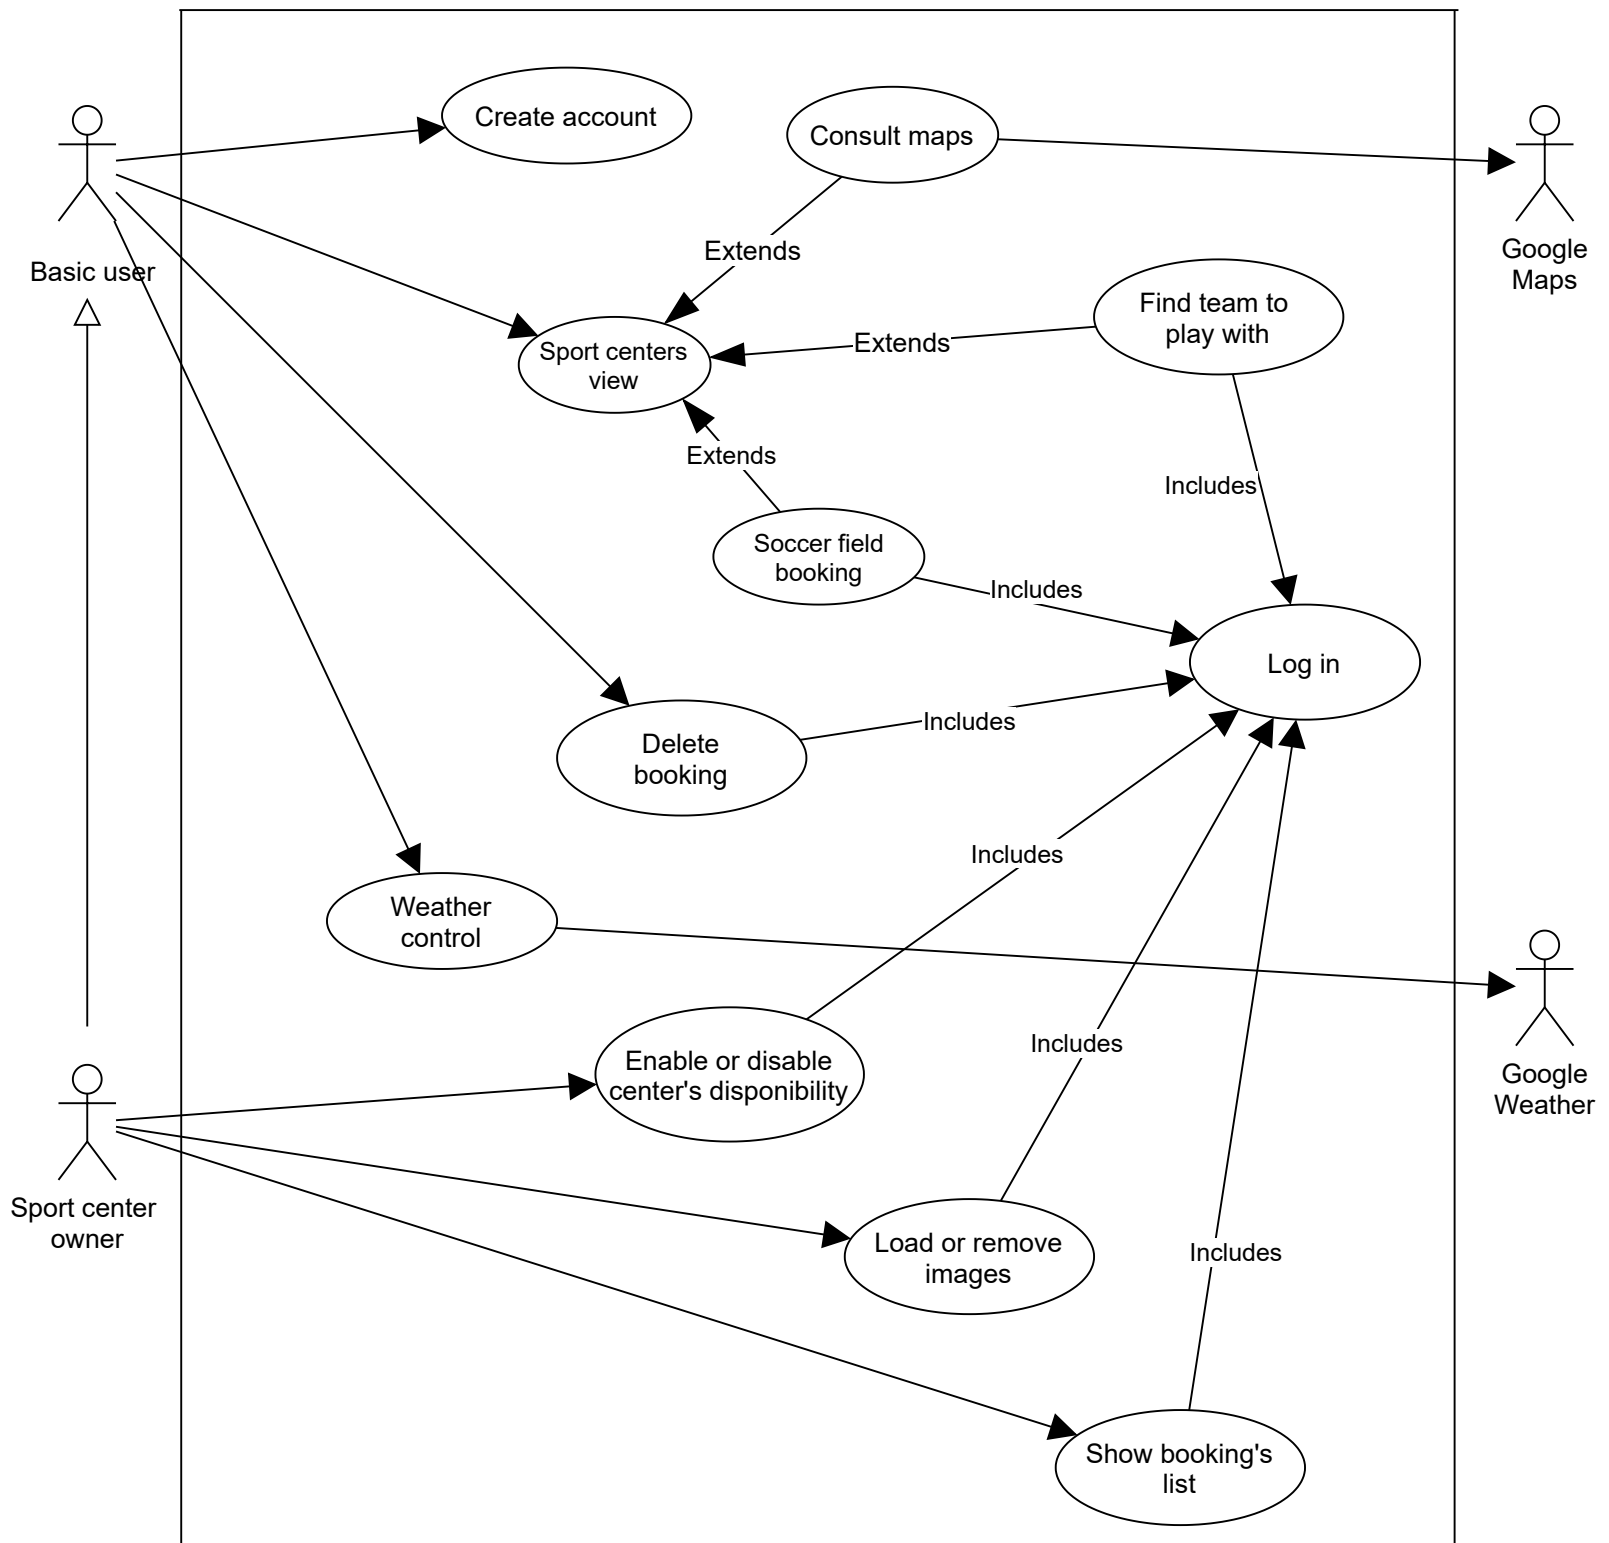 Create account
Consult maps
Google
Maps
Basic user
Extends
Find team to
play with
Extends
Sport centers
view
Extends
Includes
Soccer field
booking
Includes
Log in
Includes
Delete
booking
Includes
Weather
control
Includes
Google
Weather
Enable or disable
center's disponibility
Sport center
owner
Load or remove
images
Includes
Show booking's
list